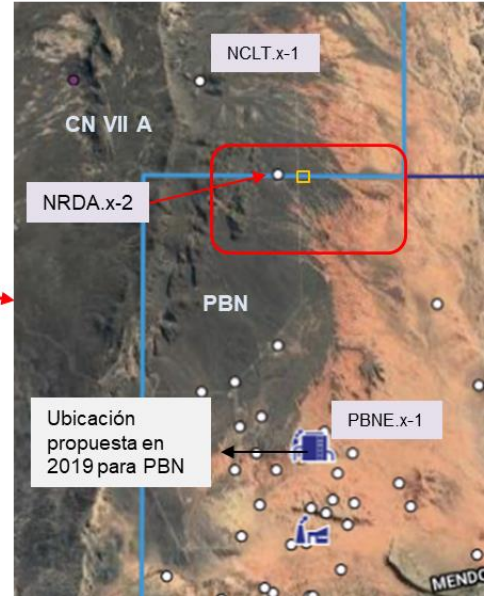 NCLT.x-1
CN VII A
NRDA.x-2
PBN
PBNE.x-1
Ubicación
propuesta en
2019 para PBN
MENDO